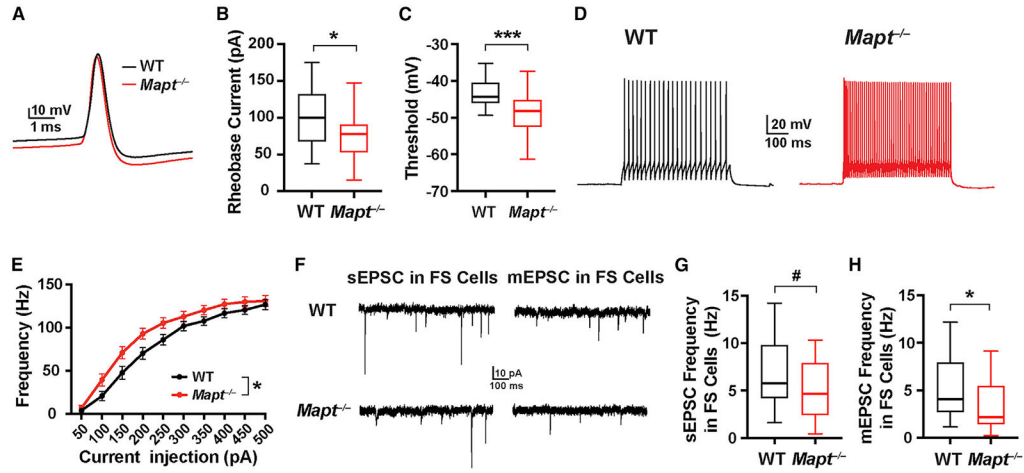 A
WT
Mapt–/–
10 mV
1 ms
B
Rheobase Current (pA)
200
150
100
50
0
*
WT Mapt–/–
C
Threshold (mV)
-30
-40
-50
-60
-70
***
WT Mapt–/–
D
WT
Mapt–/–
20 mV
100 ms
E
Frequency (Hz)
150
100
50
0
WT
Mapt–/–
*
50 100 150 200 250 300 350 400 450 500
Current injection (pA)
F
sEPSC in FS Cells mEPSC in FS Cells
WT
10 pA
100 ms
Mapt–/–
G
sEPSC Frequency
in FS Cells (Hz)
15
10
5
0
#
WT Mapt–/–
H
mEPSC Frequency
in FS Cells (Hz)
15
10
5
0
*
WT Mapt–/–